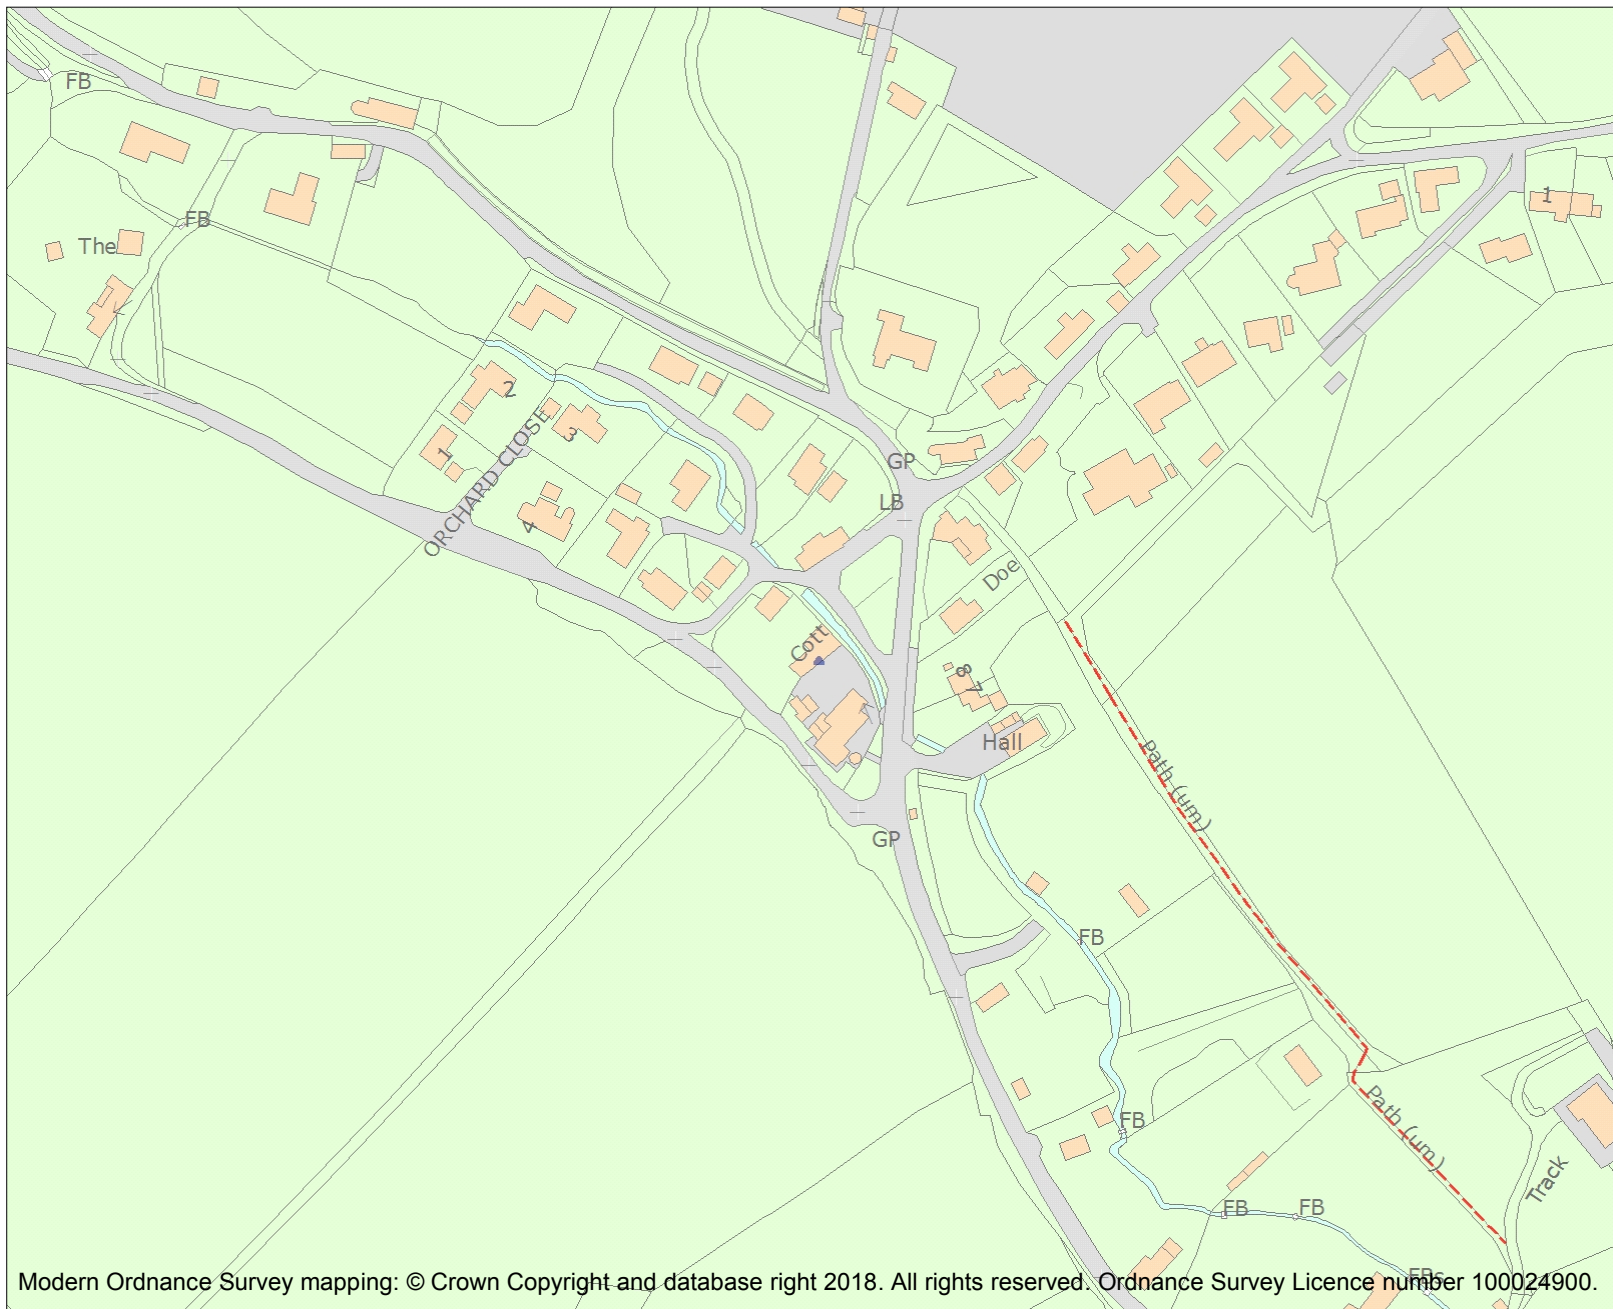 FB
1
FB
The
2
3
ORCHARD CLOSE
1
4
GP
LB
Doe
Cott
8
7
Hall
Path (um)
GP
FB
Path (um)
FB
Track
FB
FB
FBs
Modern Ordnance Survey mapping: © Crown Copyright and database right 2018. All rights reserved. Ordnance Survey Licence number 100024900.